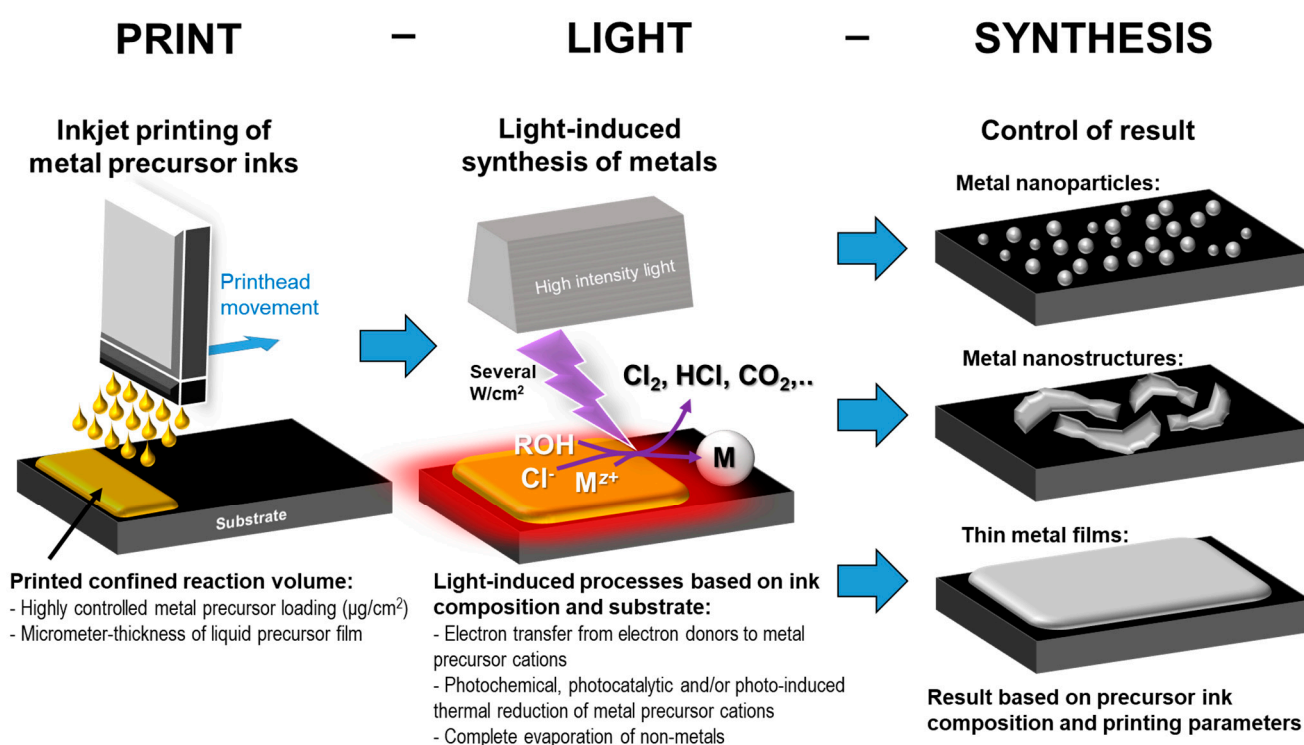 PRINT – LIGHT – SYNTHESIS
Inkjet printing of
metal precursor inks
Printhead
movement
Substrate
Printed confined reaction volume:
- Highly controlled metal precursor loading (µg/cm²)
- Micrometer-thickness of liquid precursor film
Light-induced
synthesis of metals
High intensity light
Several
W/cm²
Cl₂, HCl, CO₂,..
ROH
Cl⁻
Mᶻ⁺
M
Light-induced processes based on ink
composition and substrate:
- Electron transfer from electron donors to metal
precursor cations
- Photochemical, photocatalytic and/or photo-induced
thermal reduction of metal precursor cations
- Complete evaporation of non-metals
Control of result
Metal nanoparticles:
Metal nanostructures:
Thin metal films:
Result based on precursor ink
composition and printing parameters